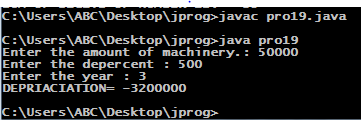 C:\Users\ABC\Desktop\jprog>javac pro19.java
C:\Users\ABC\Desktop\jprog>java pro19
Enter the amount of machinery.: 50000
Enter the depercent : 500
Enter the year : 3
DEPRIACIATION= -3200000
C:\Users\ABC\Desktop\jprog>